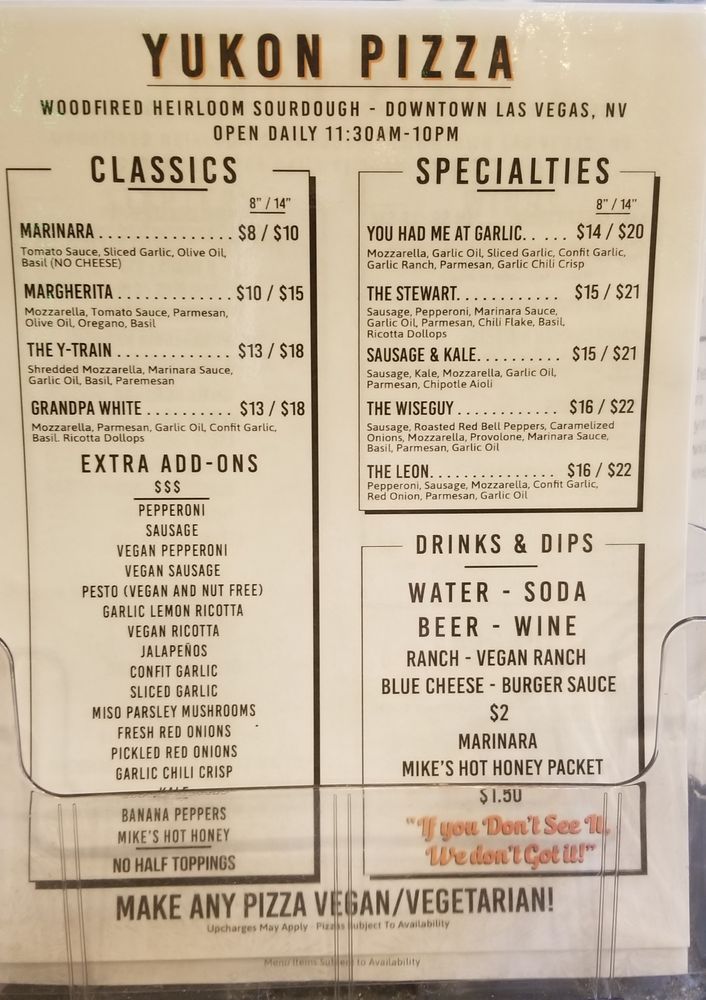 YUKON PIZZA
WOODFIRED HEIRLOOM SOURDOUGH - DOWNTOWN LAS VEGAS, NV
OPEN DAILY 11:30AM-10PM
CLASSICS
8" / 14"
MARINARA . . . . . . . . . . . . . . . $8 / $10
Tomato Sauce, Sliced Garlic, Olive Oil,
Basil (NO CHEESE)
MARGHERITA . . . . . . . . . . . . . $10 / $15
Mozzarella, Tomato Sauce, Parmesan,
Olive Oil, Oregano, Basil
THE Y-TRAIN . . . . . . . . . . . . . $13 / $18
Shredded Mozzarella, Marinara Sauce,
Garlic Oil, Basil, Paremesan
GRANDPA WHITE . . . . . . . . . . $13 / $18
Mozzarella, Parmesan, Garlic Oil, Confit Garlic,
Basil. Ricotta Dollops
EXTRA ADD-ONS
$$$
PEPPERONI
SAUSAGE
VEGAN PEPPERONI
VEGAN SAUSAGE
PESTO (VEGAN AND NUT FREE)
GARLIC LEMON RICOTTA
VEGAN RICOTTA
JALAPEÑOS
CONFIT GARLIC
SLICED GARLIC
MISO PARSLEY MUSHROOMS
FRESH RED ONIONS
PICKLED RED ONIONS
GARLIC CHILI CRISP
KALE
BANANA PEPPERS
MIKE'S HOT HONEY
NO HALF TOPPINGS
SPECIALTIES
8" / 14"
YOU HAD ME AT GARLIC. . . . . . $14 / $20
Mozzarella, Garlic Oil, Sliced Garlic, Confit Garlic,
Garlic Ranch, Parmesan, Garlic Chili Crisp
THE STEWART. . . . . . . . . . . . $15 / $21
Sausage, Pepperoni, Marinara Sauce,
Garlic Oil, Parmesan, Chili Flake, Basil,
Ricotta Dollops
SAUSAGE & KALE. . . . . . . . . . $15 / $21
Sausage, Kale, Mozzarella, Garlic Oil,
Parmesan, Chipotle Aioli
THE WISEGUY . . . . . . . . . . . . $16 / $22
Sausage, Roasted Red Bell Peppers, Caramelized
Onions, Mozzarella, Provolone, Marinara Sauce,
Basil, Parmesan, Garlic Oil
THE LEON. . . . . . . . . . . . . . . $16 / $22
Pepperoni, Sausage, Mozzarella, Confit Garlic,
Red Onion, Parmesan, Garlic Oil
DRINKS & DIPS
WATER - SODA
BEER - WINE
RANCH - VEGAN RANCH
BLUE CHEESE - BURGER SAUCE
$2
MARINARA
MIKE'S HOT HONEY PACKET
$1.50
"If you Don't See It,
We don't Got it!"
MAKE ANY PIZZA VEGAN/VEGETARIAN!
Upcharges May Apply Pizzas Subject To Availability
Menu Items Subject to Availability